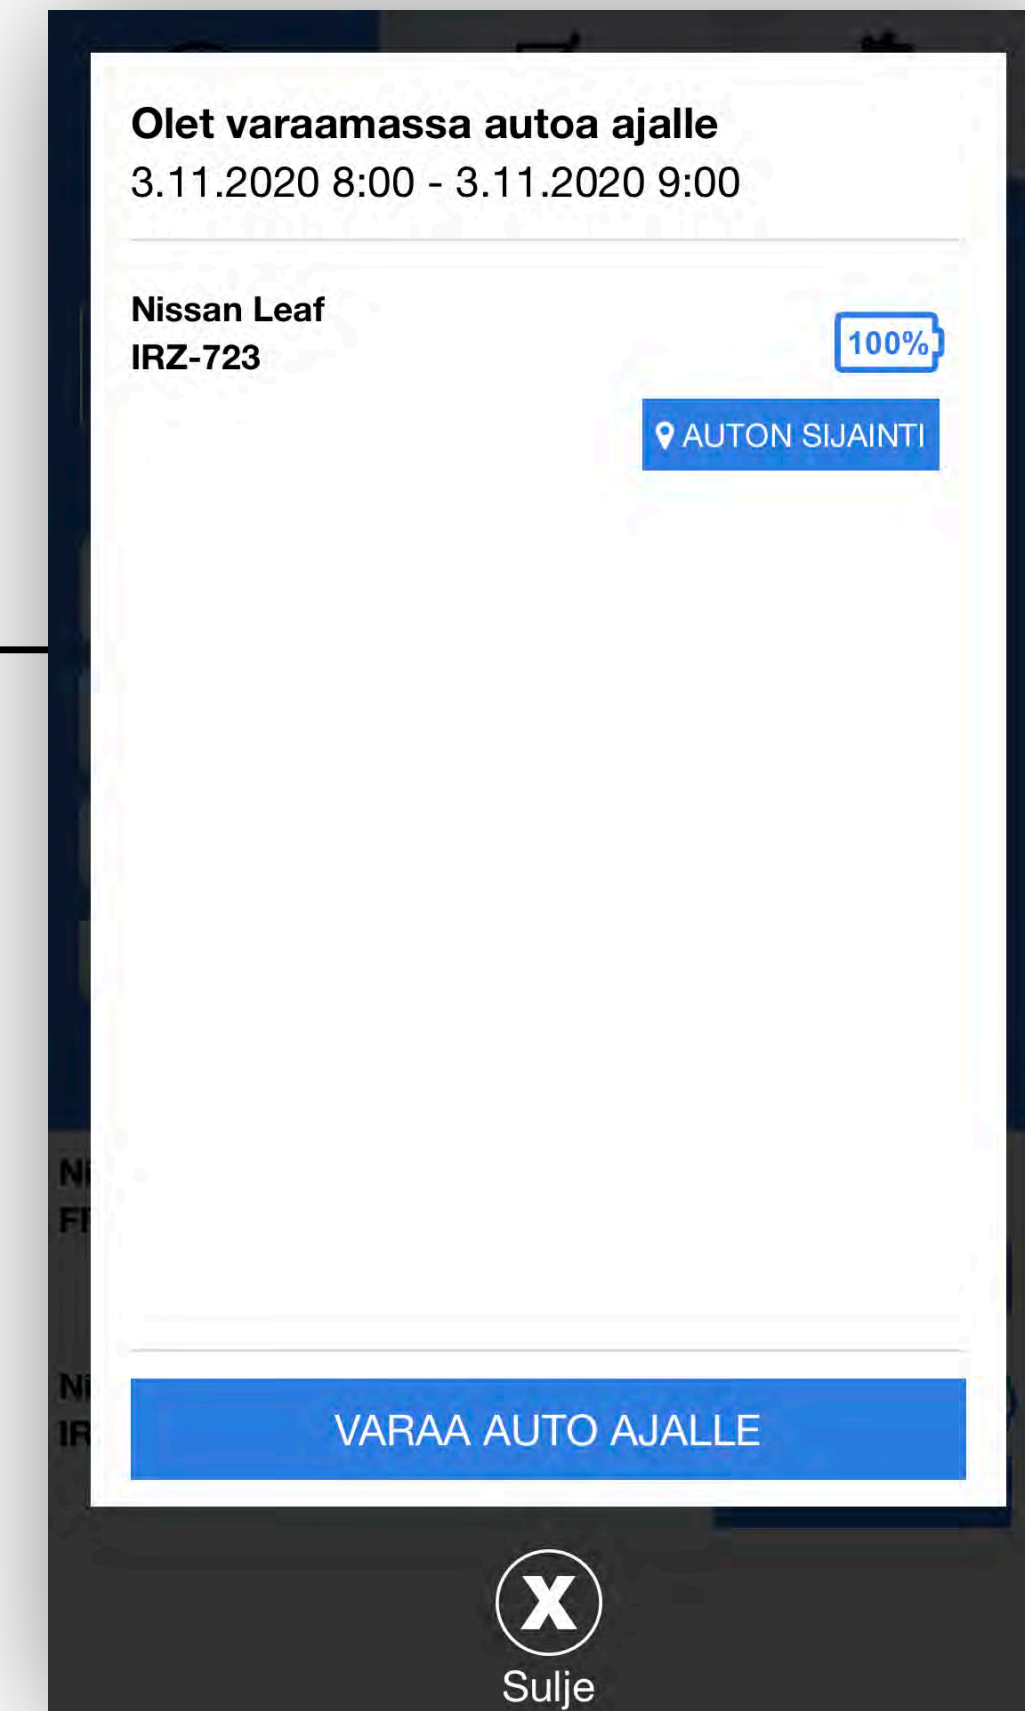 Olet varaamassa autoa ajalle
3.11.2020 8:00 - 3.11.2020 9:00
Nissan Leaf
IRZ-723
100%
AUTON SIJAINTI
VARAA AUTO AJALLE
X
Sulje